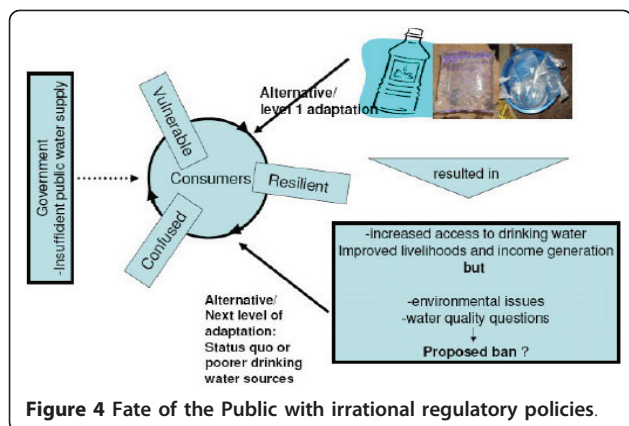 Government
-Insufficient public water supply
Vulnerable
Consumers
Resilient
Confused
Alternative/
level 1 adaptation
resulted in
-increased access to drinking water
Improved livelihoods and income generation
but
-environmental issues
-water quality questions
Proposed ban ?
Alternative/
Next level of
adaptation:
Status quo or
poorer drinking
water sources
Figure 4 Fate of the Public with irrational regulatory policies.